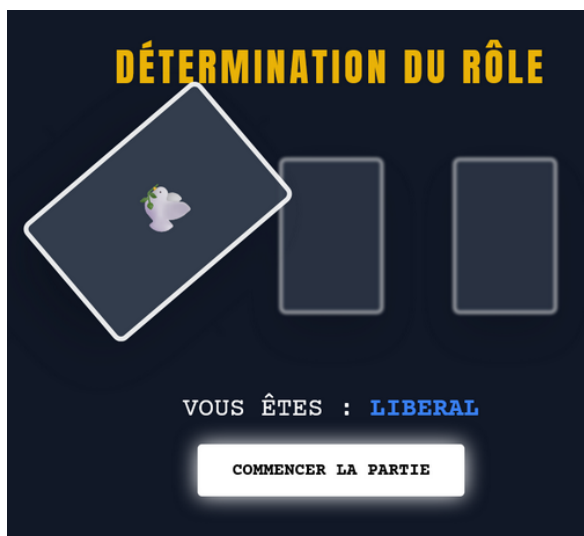 DÉTERMINATION DU RÔLE
VOUS ÊTES : LIBERAL
COMMENCER LA PARTIE